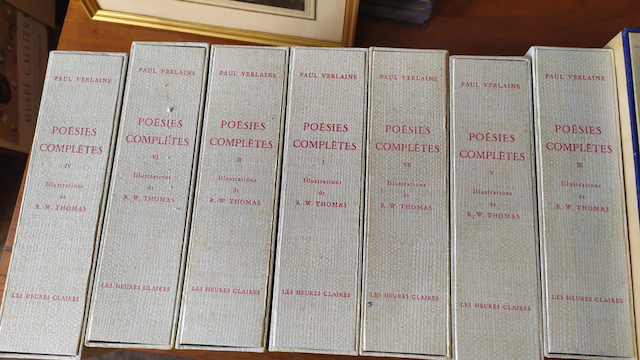 PAUL VERLAINE
POÉSIES
COMPLÈTES
IV
Illustrations
de
R.-W. THOMAS
LES HEURES CLAIRES
PAUL VERLAINE
POÉSIES
COMPLÈTES
VI
Illustrations
de
R.-W. THOMAS
LES HEURES CLAIRES
PAUL VERLAINE
POÉSIES
COMPLÈTES
II
Illustrations
de
R.-W. THOMAS
LES HEURES CLAIRES
PAUL VERLAINE
POÉSIES
COMPLÈTES
I
Illustrations
de
R.-W. THOMAS
LES HEURES CLAIRES
PAUL VERLAINE
POÉSIES
COMPLÈTES
VII
Illustrations
de
R.-W. THOMAS
LES HEURES CLAIRES
PAUL VERLAINE
POÉSIES
COMPLÈTES
V
Illustrations
de
R.-W. THOMAS
LES HEURES CLAIRES
PAUL VERLAINE
POÉSIES
COMPLÈTES
III
Illustrations
de
R.-W. THOMAS
LES HEURES CLAIRES